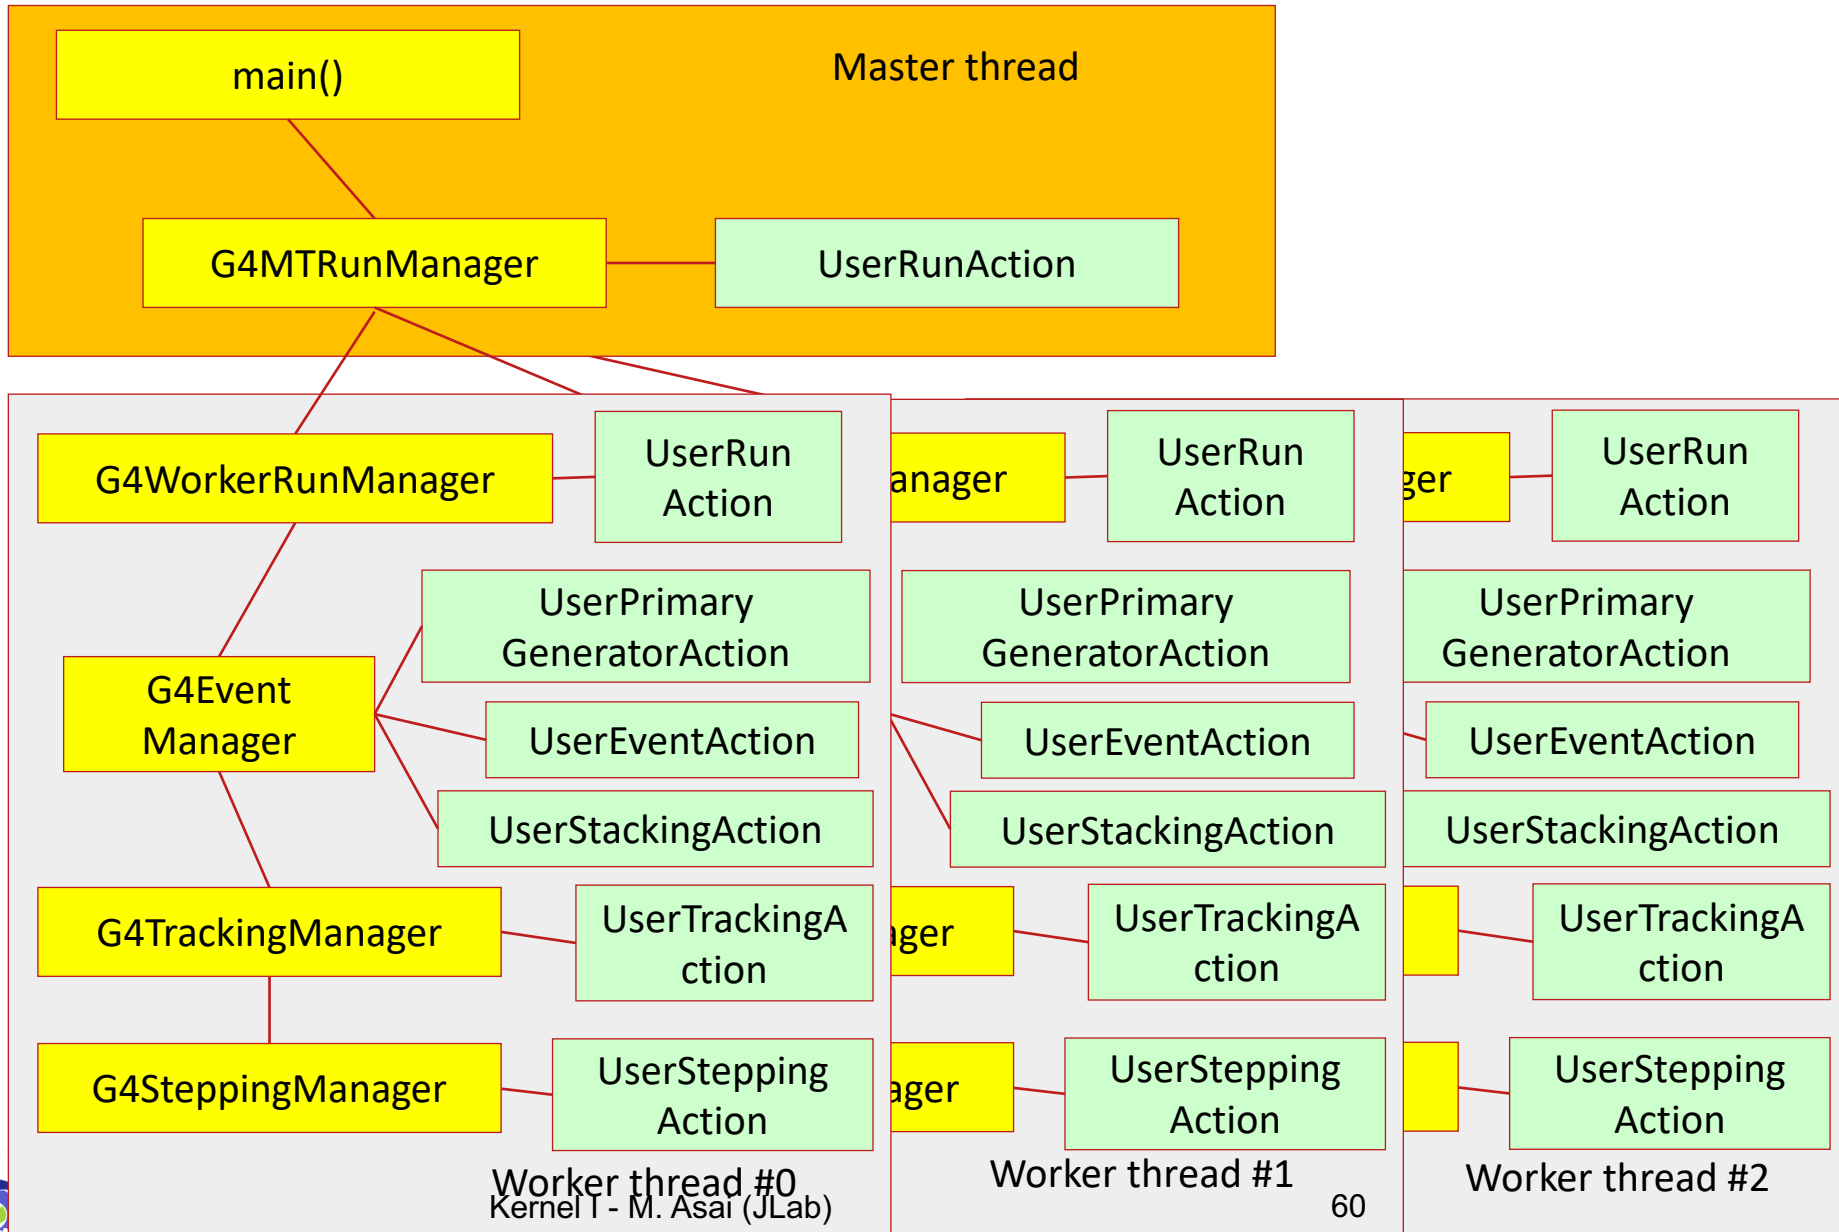 main()
Master thread
G4MTRunManager
UserRunAction
G4WorkerRunManager
UserRun
Action
G4Event
Manager
UserPrimary
GeneratorAction
UserEventAction
UserStackingAction
G4TrackingManager
UserTrackingA
ction
G4SteppingManager
UserStepping
Action
Worker thread #0
anager
UserRun
Action
UserPrimary
GeneratorAction
UserEventAction
UserStackingAction
ager
UserTrackingA
ction
ager
UserStepping
Action
Worker thread #1
ger
UserRun
Action
UserPrimary
GeneratorAction
UserEventAction
UserStackingAction
UserTrackingA
ction
UserStepping
Action
Worker thread #2
Kernel I - M. Asai (JLab)
60